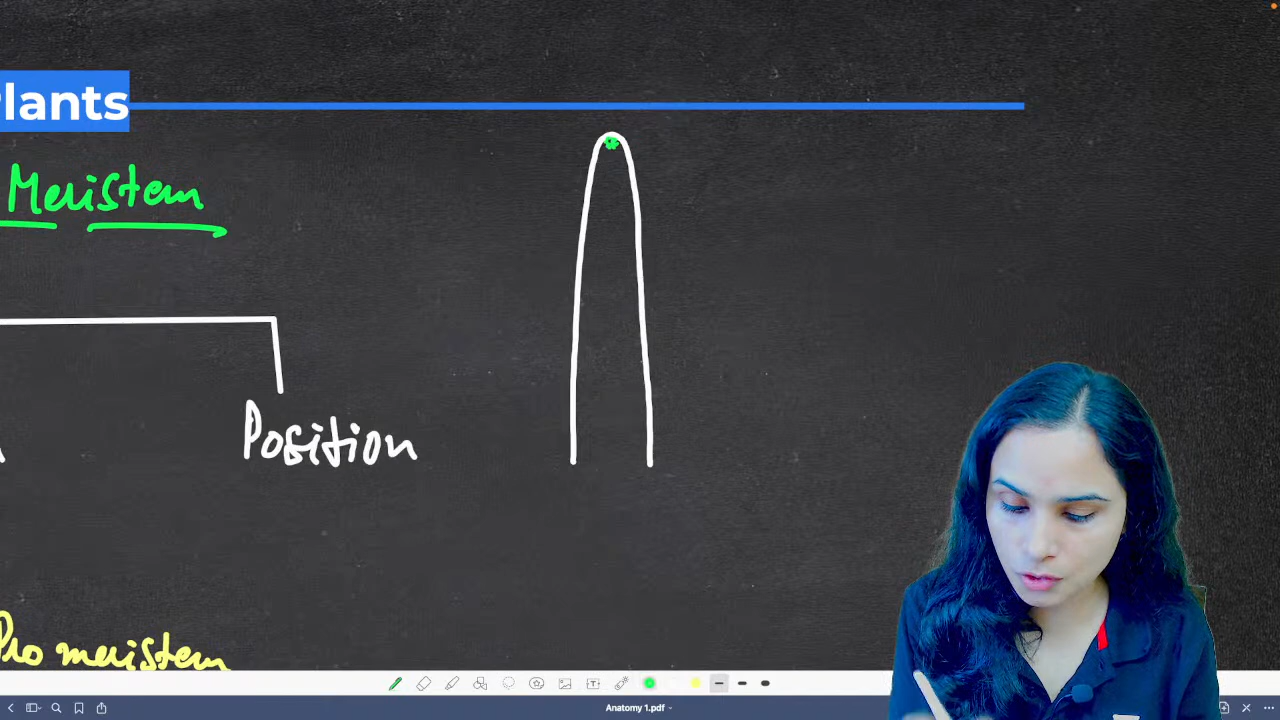 lants
Meristem
Position
Pro meristem
Anatomy 1.pdf